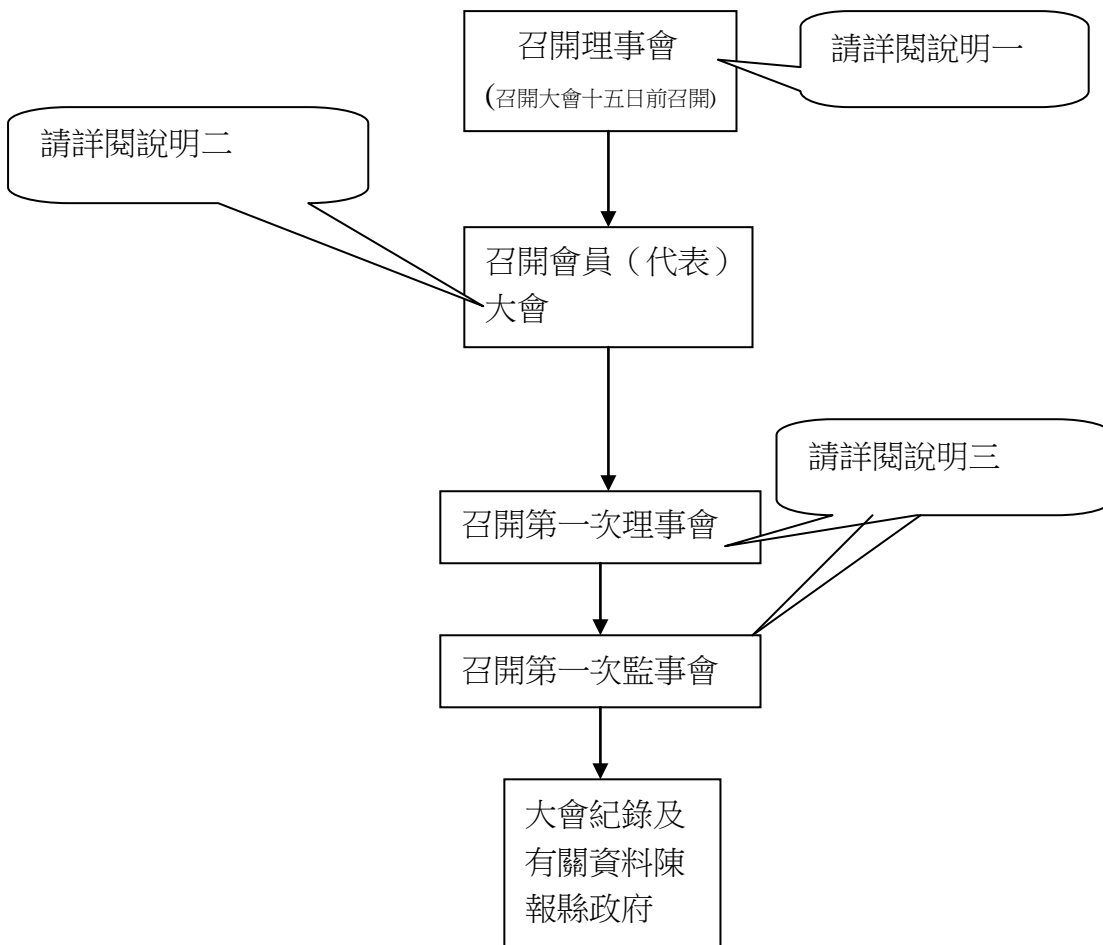 召開理事會
(召開大會十五日前召開)
請詳閱說明一
請詳閱說明二
召開會員（代表）
大會
請詳閱說明三
召開第一次理事會
召開第一次監事會
大會紀錄及
有關資料陳
報縣政府